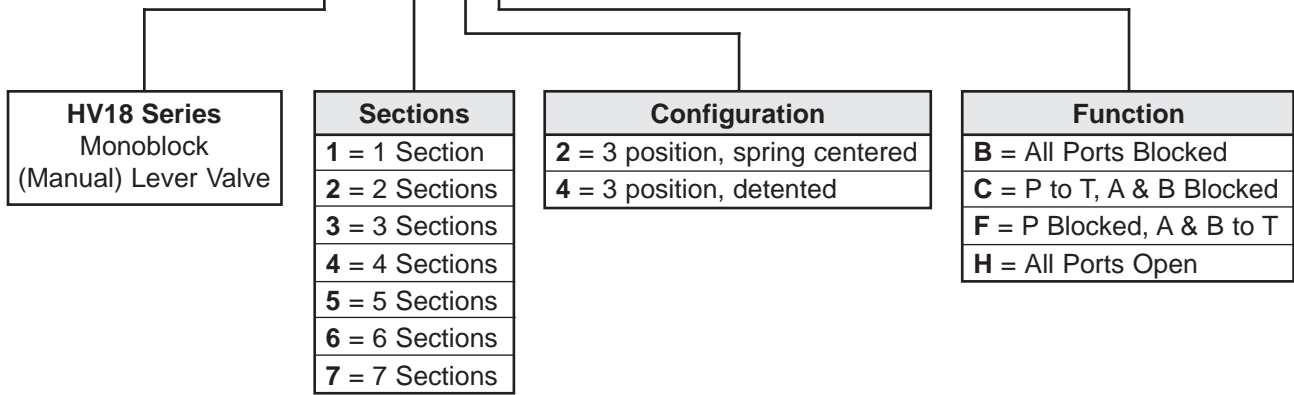 HV18 Series
Monoblock
(Manual) Lever Valve
Sections
1 = 1 Section
2 = 2 Sections
3 = 3 Sections
4 = 4 Sections
5 = 5 Sections
6 = 6 Sections
7 = 7 Sections
Configuration
2 = 3 position, spring centered
4 = 3 position, detented
Function
B = All Ports Blocked
C = P to T, A & B Blocked
F = P Blocked, A & B to T
H = All Ports Open